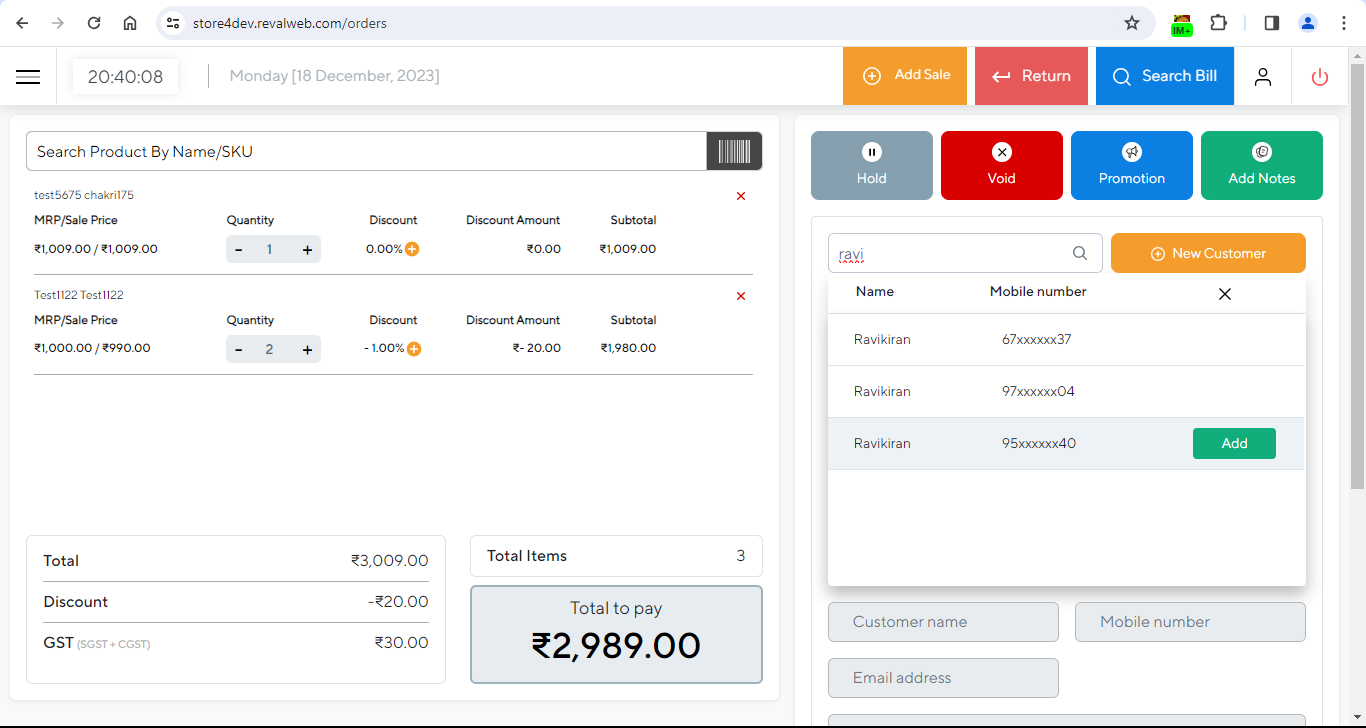 store4dev.revalweb.com/orders
IM+
20:40:08
Monday [18 December, 2023]
Add Sale
Return
Search Bill
Search Product By Name/SKU
test5675 chakri175
MRP/Sale Price Quantity Discount Discount Amount Subtotal
₹1,009.00 / ₹1,009.00 - 1 + 0.00% ₹0.00 ₹1,009.00
Test1122 Test1122
MRP/Sale Price Quantity Discount Discount Amount Subtotal
₹1,000.00 / ₹990.00 - 2 + - 1.00% ₹- 20.00 ₹1,980.00
Total ₹3,009.00
Discount -₹20.00
GST (SGST + CGST) ₹30.00
Total Items 3
Total to pay
₹2,989.00
Hold
Void
Promotion
Add Notes
ravi
New Customer
Name Mobile number
Ravikiran 67xxxxxx37
Ravikiran 97xxxxxx04
Ravikiran 95xxxxxx40 Add
Customer name
Mobile number
Email address